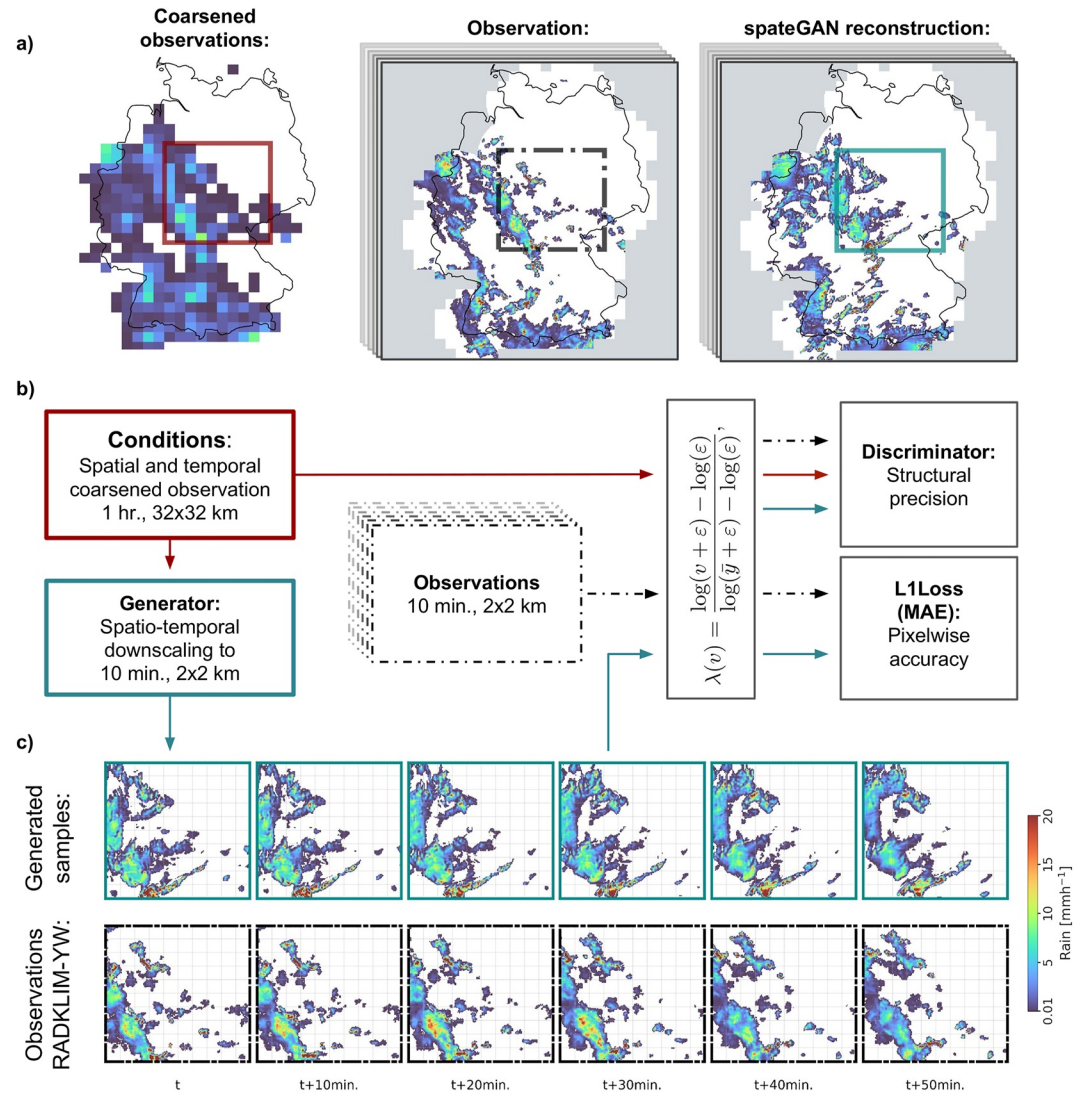 a)
Coarsened
observations:
Observation:
spateGAN reconstruction:
b)
Conditions:
Spatial and temporal
coarsened observation
1 hr., 32x32 km
Generator:
Spatio-temporal
downscaling to
10 min., 2x2 km
Observations
10 min., 2x2 km
λ(v) = log(v + ε) − log(ε) / log(ȳ + ε) − log(ε) ,
Discriminator:
Structural
precision
L1Loss
(MAE):
Pixelwise
accuracy
c)
Generated
samples:
Observations
RADKLIM-YW:
t
t+10min.
t+20min.
t+30min.
t+40min.
t+50min.
20
15
10
5
0.01
Rain [mmh⁻¹]